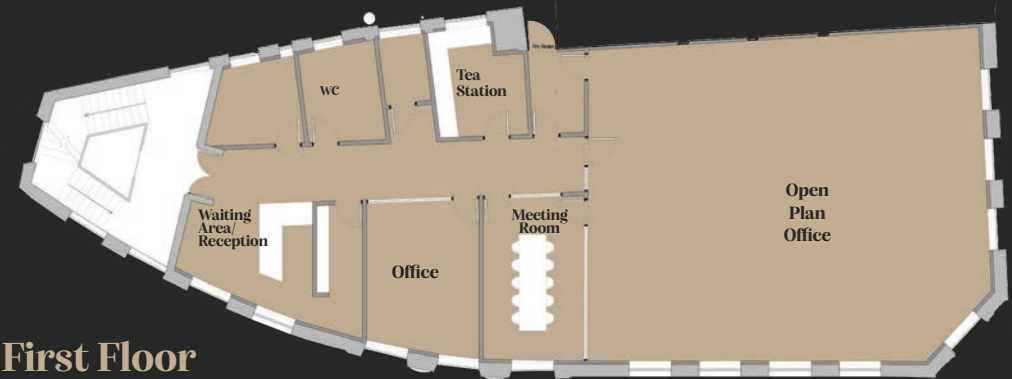 WC
Tea
Station
Waiting
Area/
Reception
Office
Meeting
Room
Open
Plan
Office
First Floor